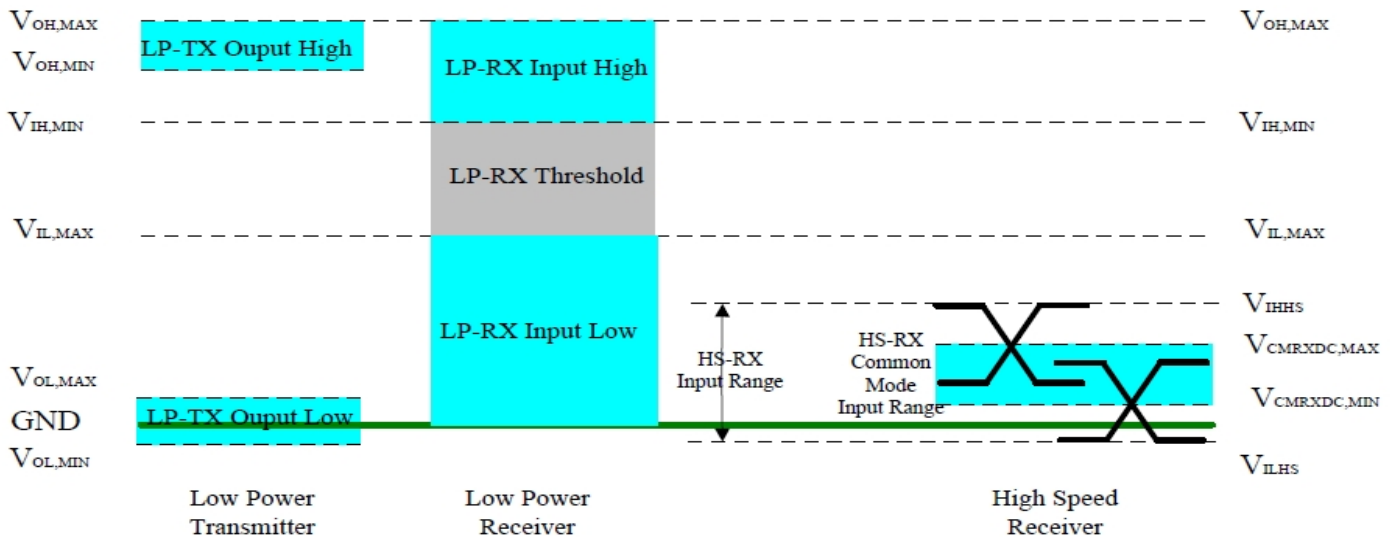 VOH,MAX
LP-TX Ouput High
VOH,MIN
LP-RX Input High
VOH,MAX
VIH,MIN
VIH,MIN
LP-RX Threshold
VIL,MAX
VIL,MAX
LP-RX Input Low
HS-RX
Input Range
HS-RX
Common
Mode
Input Range
VIHHS
VCMRXDC,MAX
VCMRXDC,MIN
VILHS
VOL,MAX
GND
LP-TX Ouput Low
VOL,MIN
Low Power
Transmitter
Low Power
Receiver
High Speed
Receiver